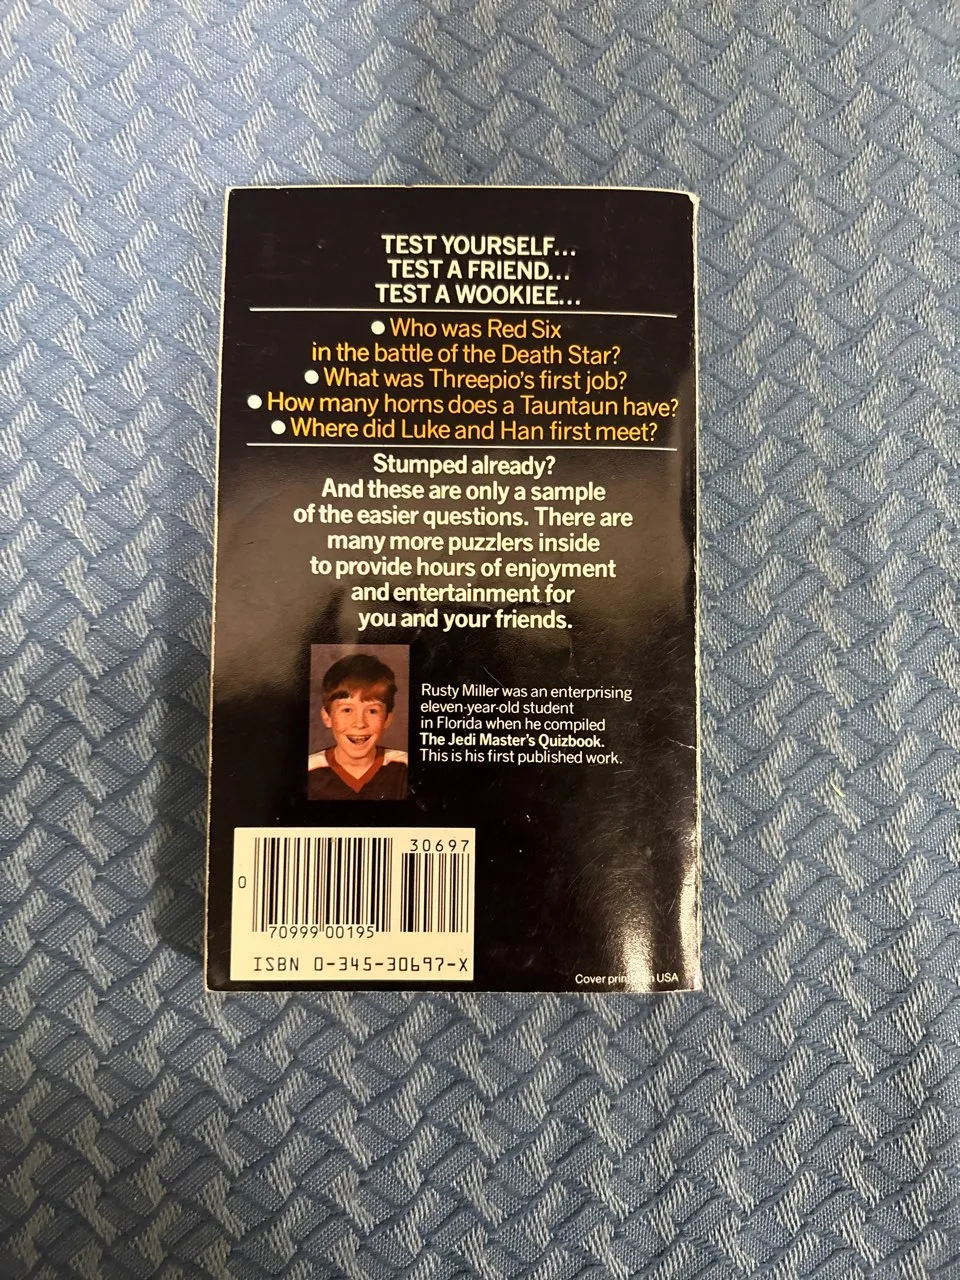 TEST YOURSELF...
TEST A FRIEND...
TEST A WOOKIEE...
● Who was Red Six
in the battle of the Death Star?
● What was Threepio's first job?
● How many horns does a Tauntaun have?
● Where did Luke and Han first meet?
Stumped already?
And these are only a sample
of the easier questions. There are
many more puzzlers inside
to provide hours of enjoyment
and entertainment for
you and your friends.
Rusty Miller was an enterprising
eleven-year-old student
in Florida when he compiled
The Jedi Master's Quizbook.
This is his first published work.
30697
0
70999 00195
ISBN 0-345-30697-X
Cover printed in USA